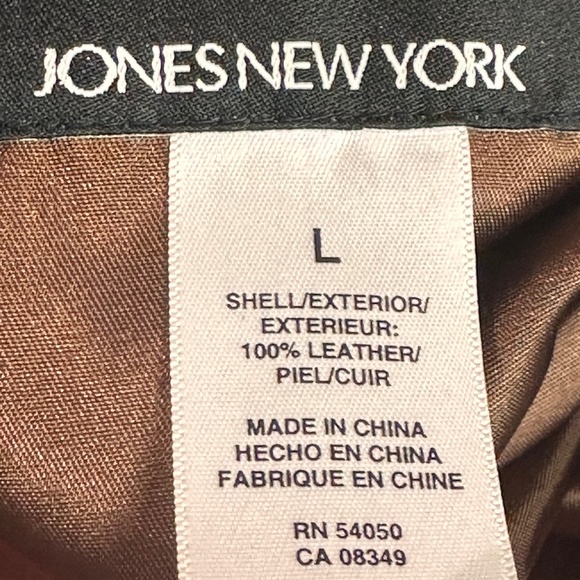 JONES NEW YORK
L
SHELL/EXTERIOR/
EXTERIEUR:
100% LEATHER/
PIEL/CUIR
MADE IN CHINA
HECHO EN CHINA
FABRIQUE EN CHINE
RN 54050
CA 08349